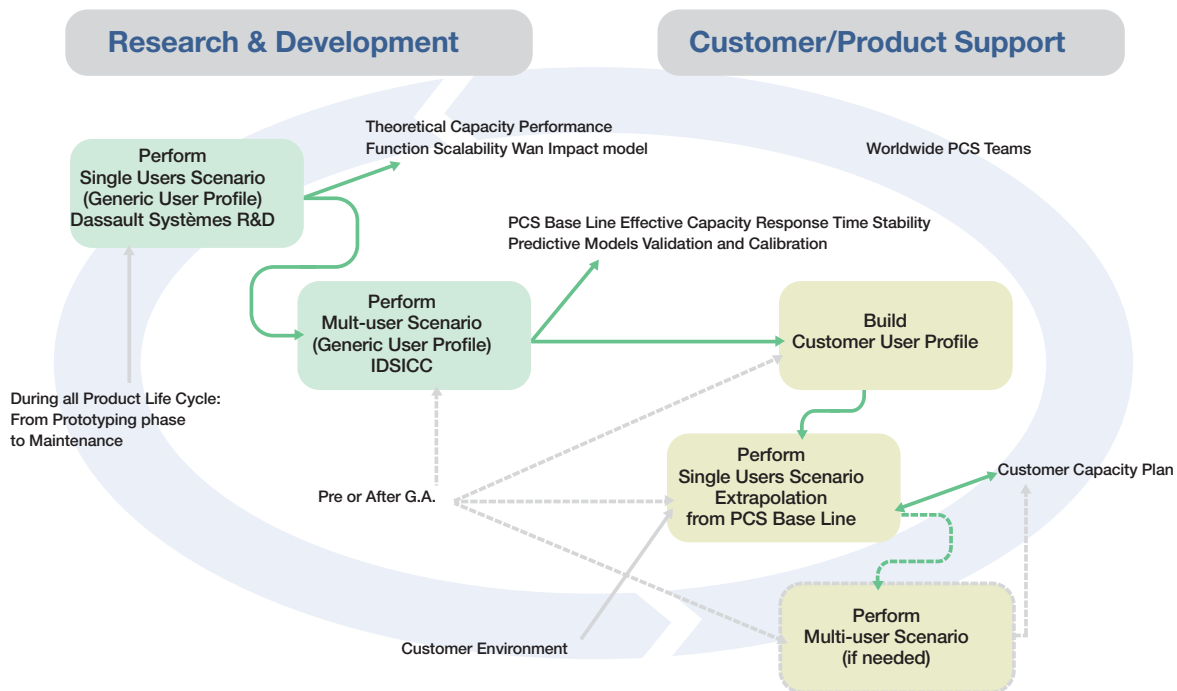 Research & Development
Customer/Product Support
Theoretical Capacity Performance
Function Scalability Wan Impact model
Worldwide PCS Teams
Perform
Single Users Scenario
(Generic User Profile)
Dassault Systèmes R&D
PCS Base Line Effective Capacity Response Time Stability
Predictive Models Validation and Calibration
Perform
Mult-user Scenario
(Generic User Profile)
IDSICC
Build
Customer User Profile
During all Product Life Cycle:
From Prototyping phase
to Maintenance
Perform
Single Users Scenario
Extrapolation
from PCS Base Line
Customer Capacity Plan
Pre or After G.A.
Perform
Multi-user Scenario
(if needed)
Customer Environment